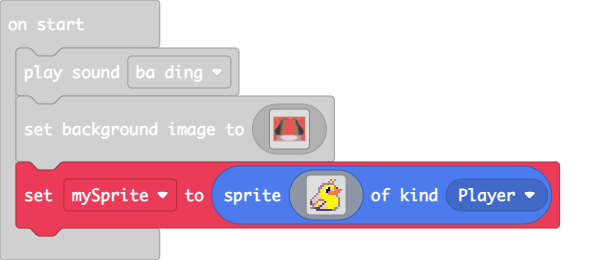 on start
play sound ba ding
set background image to
set mySprite to sprite of kind Player